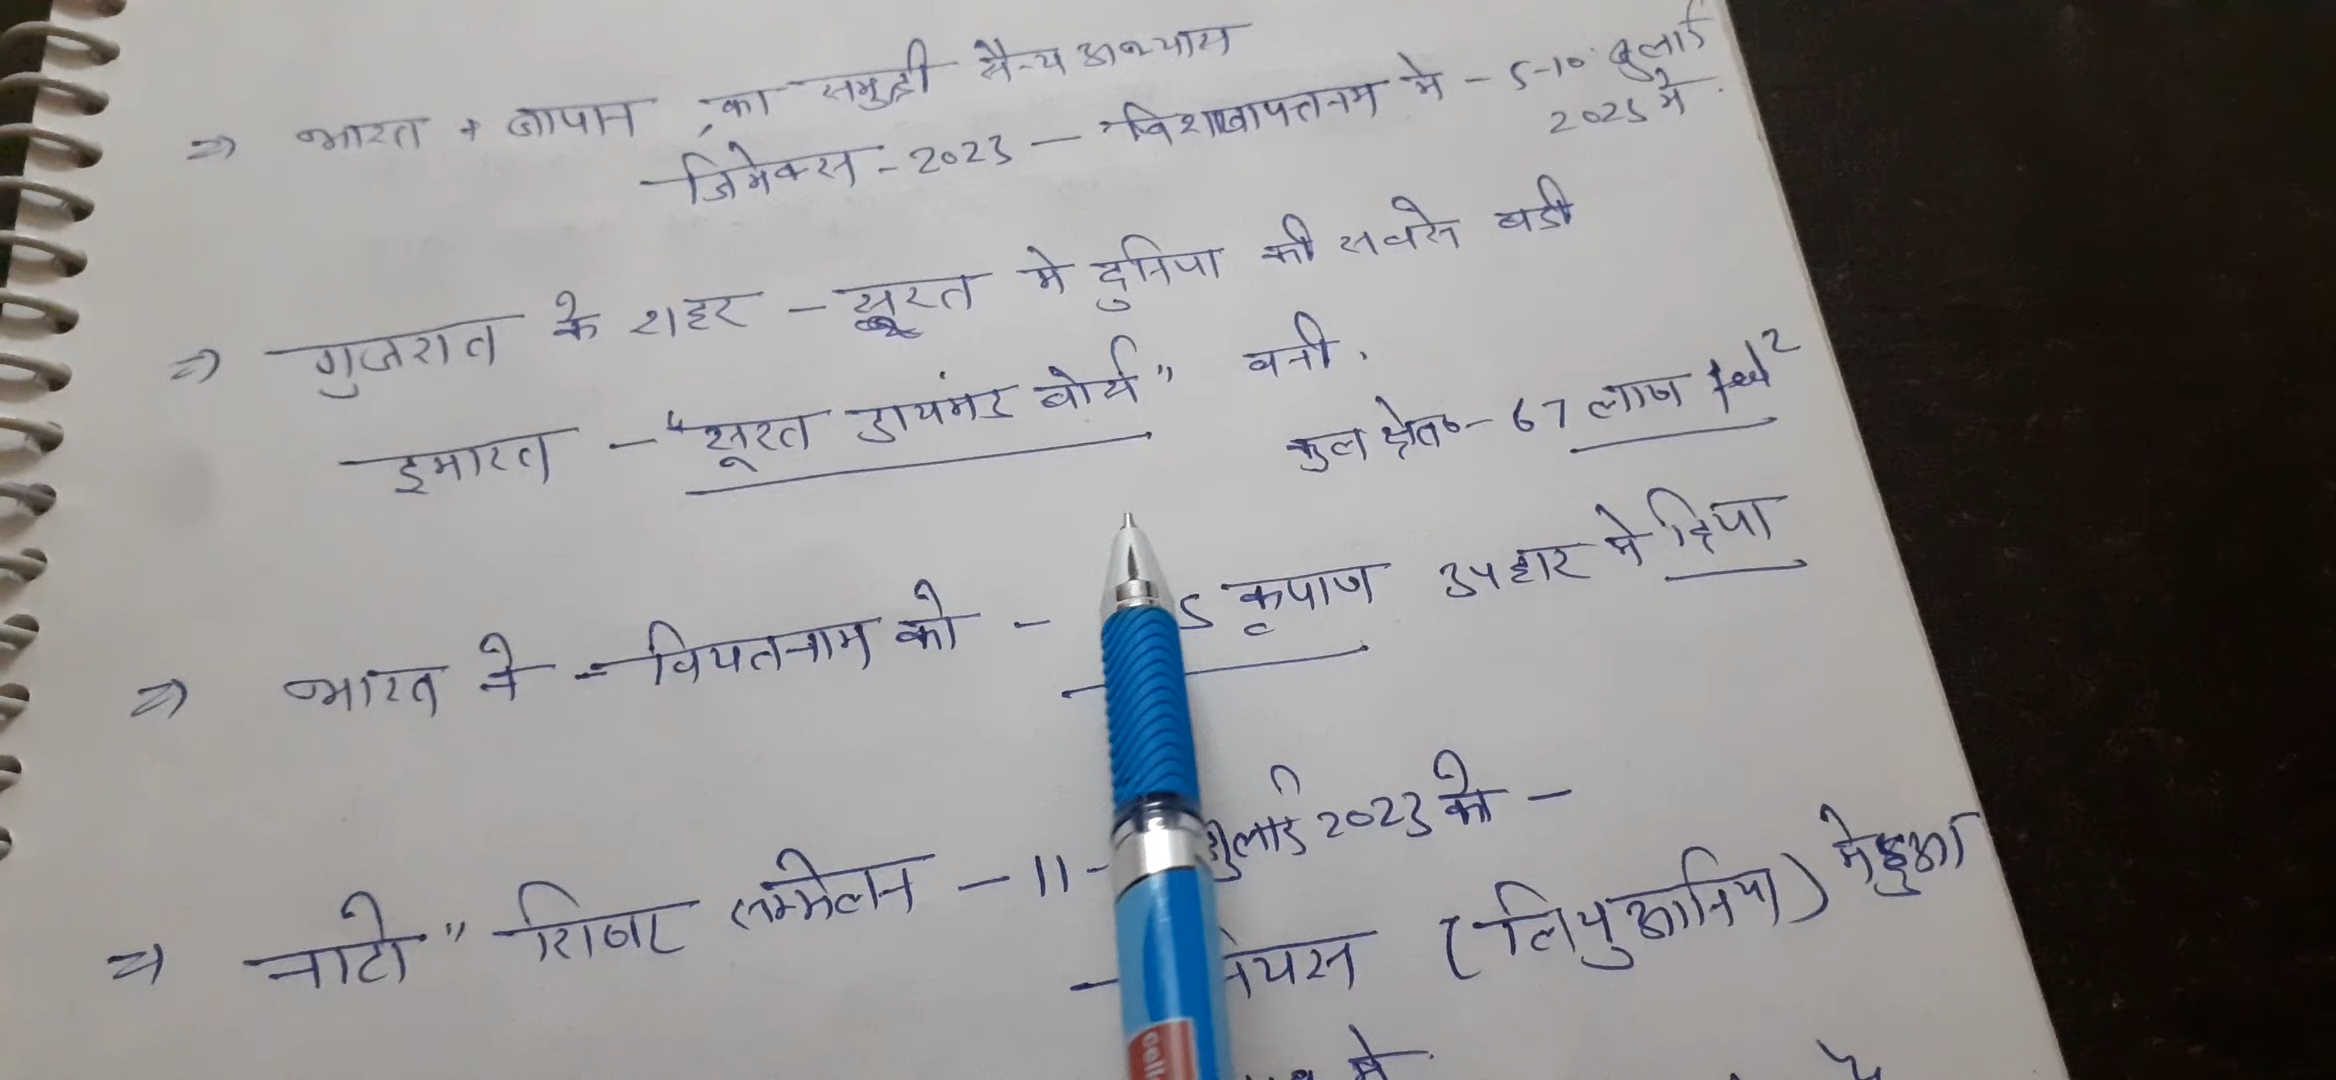 ⇒ भारत + जापान का समुद्री सैन्य अभ्यास
जिमेक्स - 2023 — विशाखापत्तनम मे - 5-10 जुलाई
2023 मे
⇒ गुजरात के शहर - सूरत मे दुनिया की सबसे बडी
इमारत - "सूरत डायमंड बोर्स" बनी.
कुल क्षेत्र - 67 लाख feet²
⇒ भारत ने - वियतनाम को - कृपाण उपहार मे दिया
⇒ नाटो" शिखर सम्मेलन - 11 - जुलाई 2023 को -
(लिथुआनिया) मे हुआ
मे